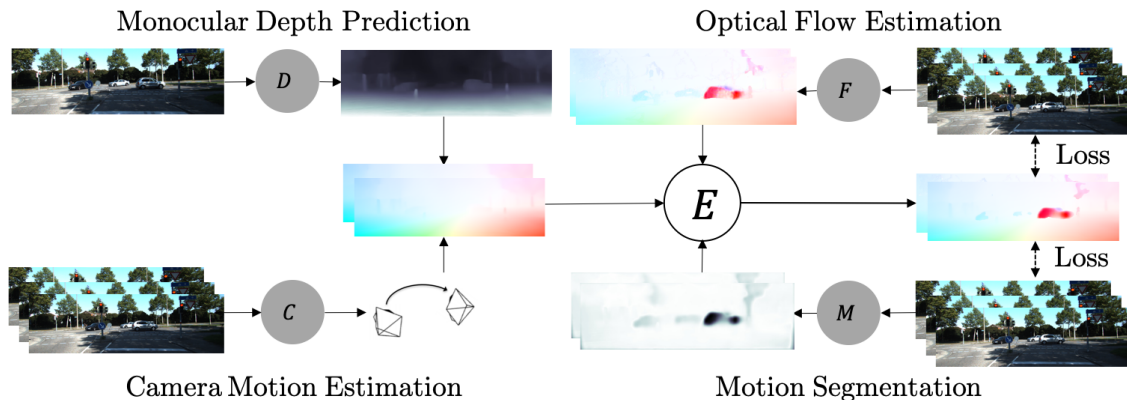 Monocular Depth Prediction
Optical Flow Estimation
D
F
Loss
E
Loss
C
M
Camera Motion Estimation
Motion Segmentation